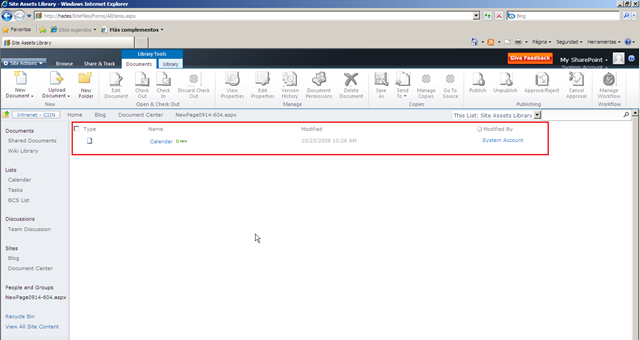 Site Assets Library - Windows Internet Explorer
http://hades/SiteFiles/Forms/AllItems.aspx
Bing
Favoritos Sitios sugeridos Más complementos
Site Assets Library
Página Seguridad Herramientas
Library Tools
Site Actions Browse Share & Track Documents Library
Give Feedback My SharePoint
System Account
New Document
Upload Document
New Folder
Edit Document
Check Out
Check In
Discard Check Out
View Properties
Edit Properties
Version History
Document Permissions
Delete Document
Save As
Send To
Go To Source
Publish
Unpublish
Approve/Reject
Cancel Approval
Manage Workflow
New Open & Check Out Manage Copies Publishing Workflow
Intranet - CIIN Home Blog Document Center NewPage0914-604.aspx This List: Site Assets Library
Documents
Shared Documents
Wiki Library
Lists
Calendar
Tasks
BCS List
Discussions
Team Discussion
Sites
Blog
Document Center
People and Groups
NewPage0914-604.aspx
Recycle Bin
View All Site Content
Type Name Modified Modified By
Calendar NEW 10/23/2009 10:26 AM System Account